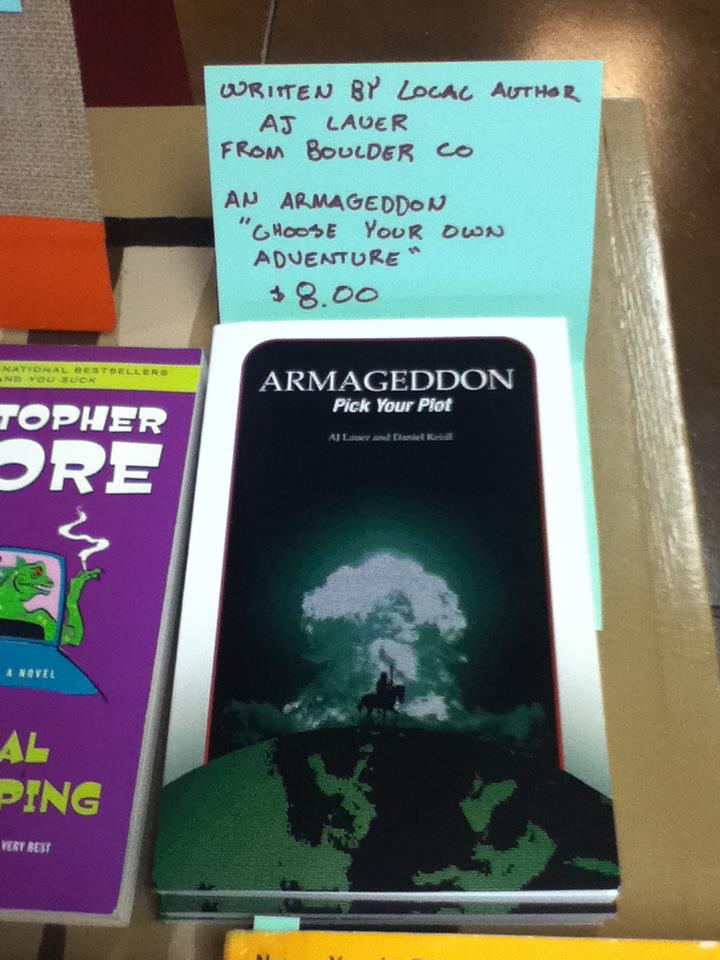 WRITTEN BY LOCAL AUTHOR
AJ LAUER
FROM BOULDER CO
AN ARMAGEDDON
"CHOOSE YOUR OWN
ADVENTURE"
$8.00
ARMAGEDDON
Pick Your Plot
AJ Lauer and Daniel
NATIONAL BESTSELLERS
AND YOU SUCK
TOPHER
ORE
A NOVEL
AL
PING
VERY BEST